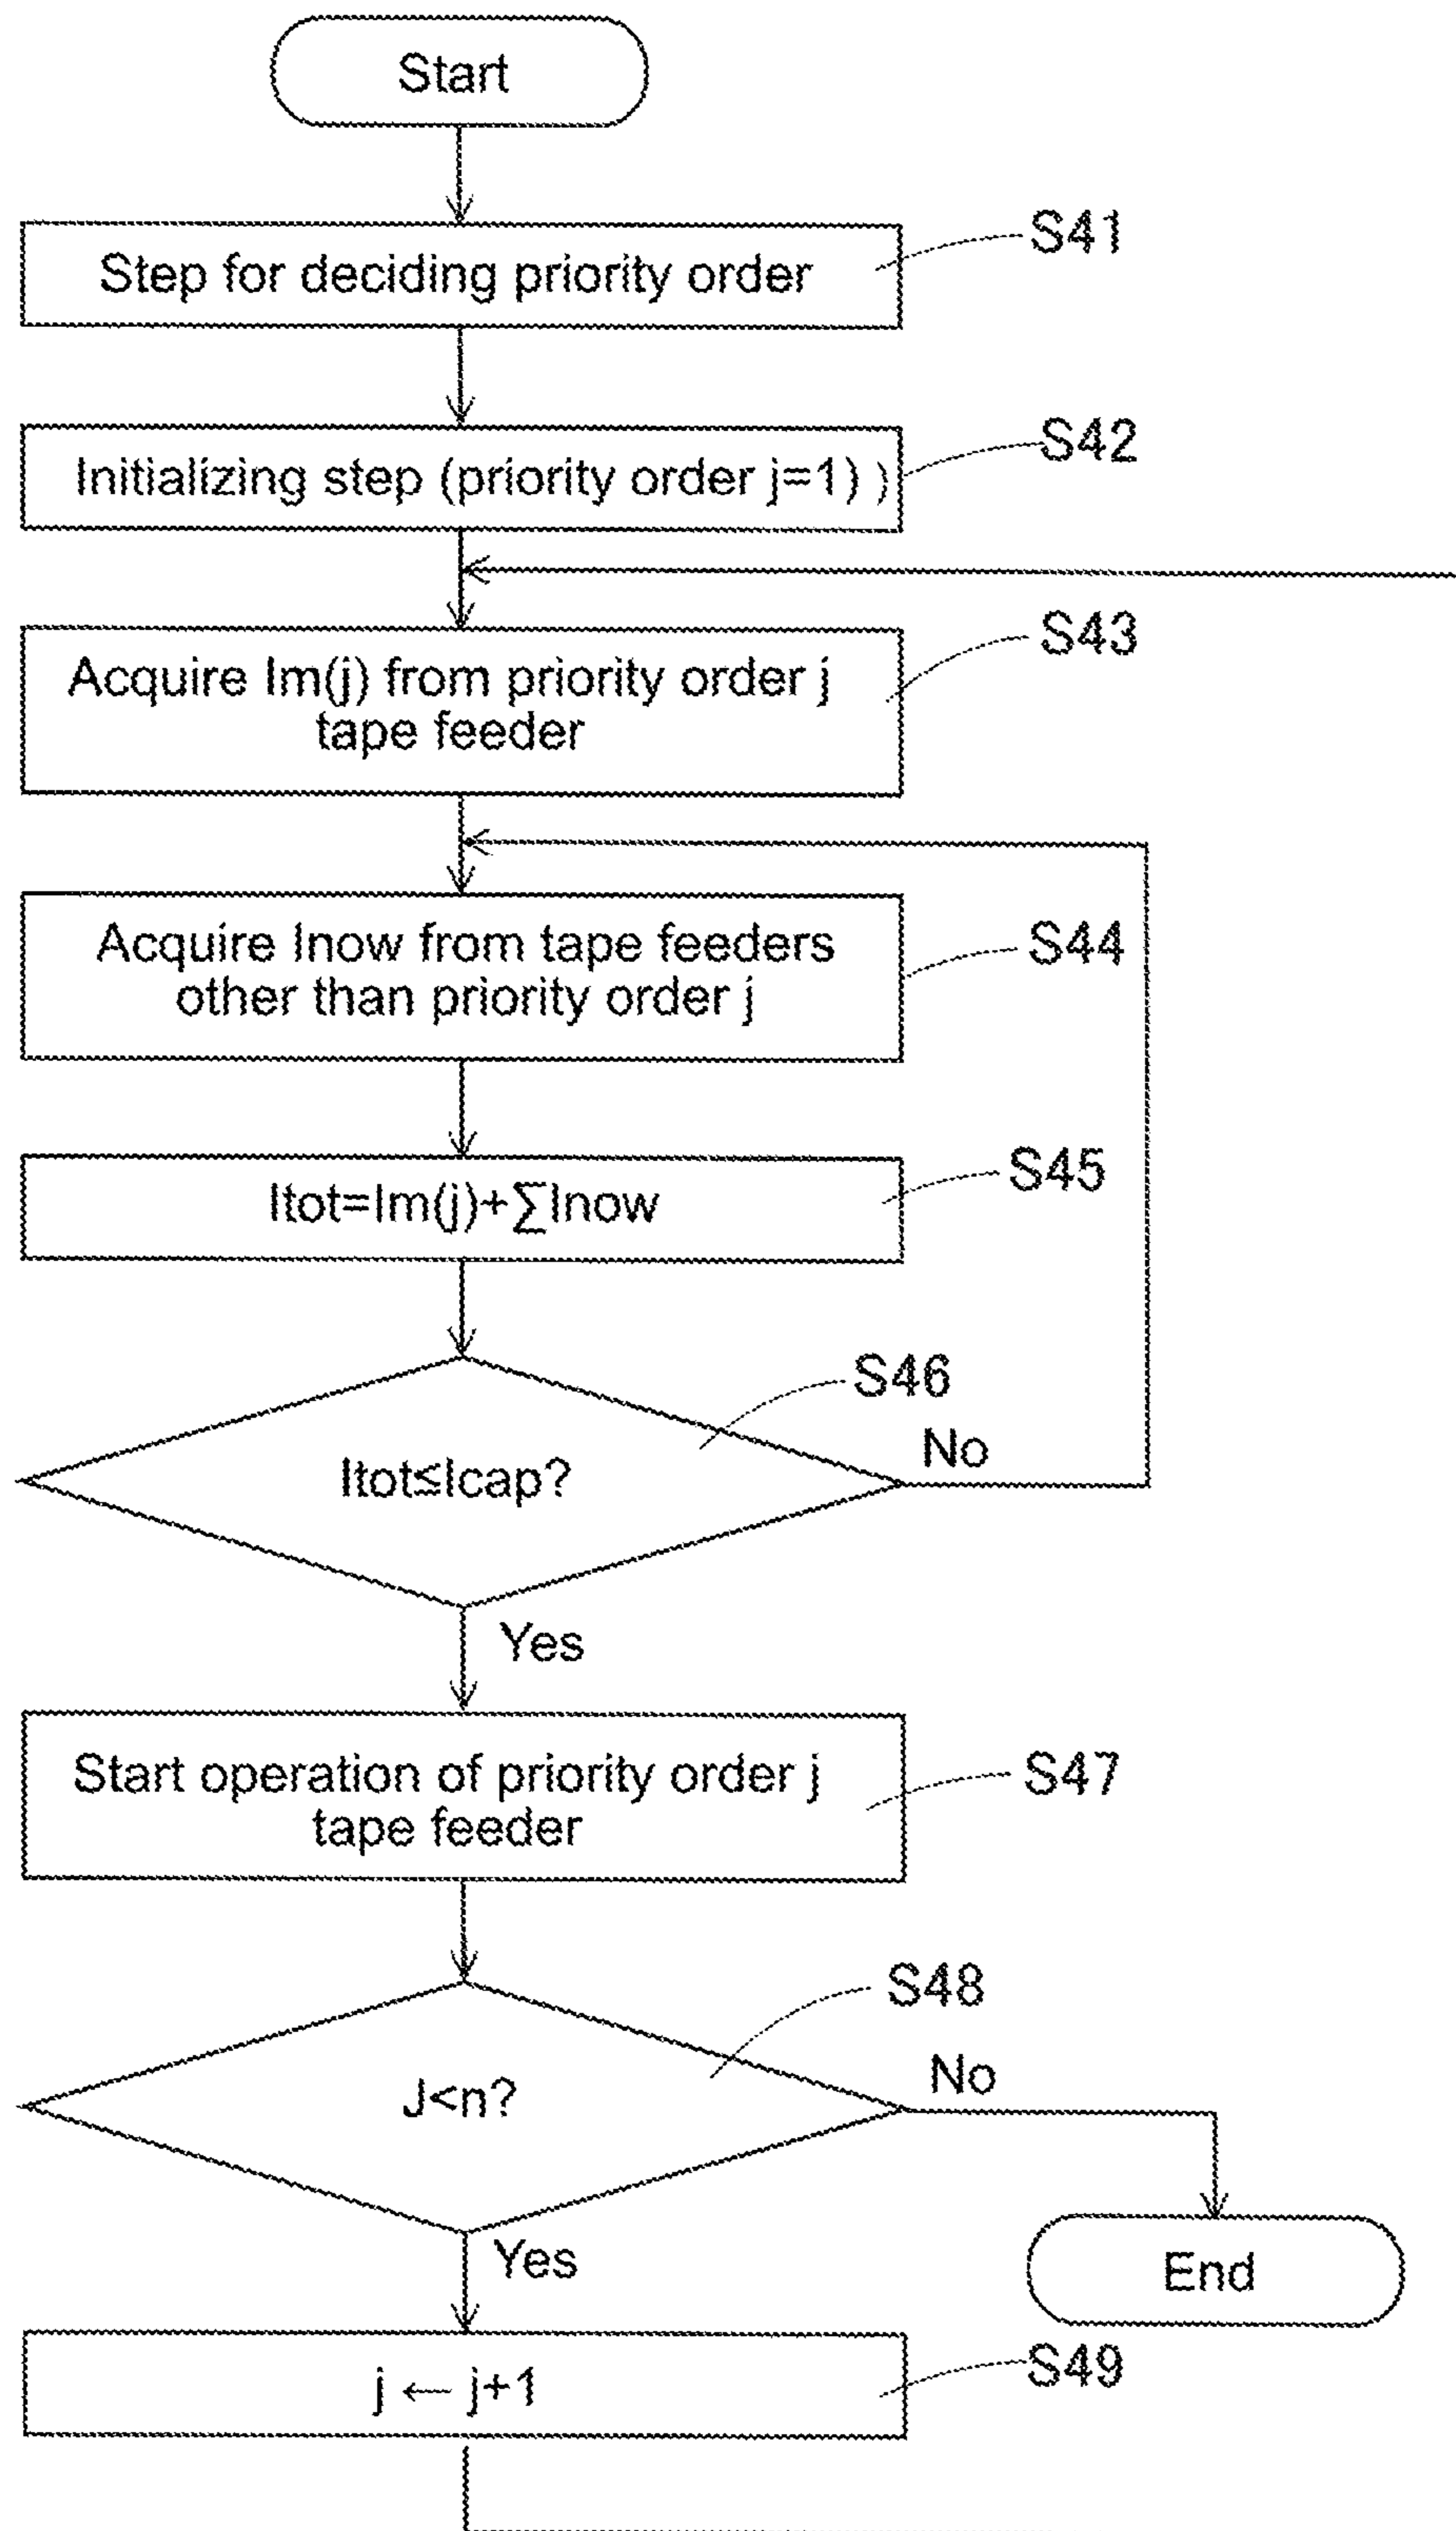 Start
Step for deciding priority order
S41
Initializing step (priority order j=1) )
S42
Acquire Im(j) from priority order j
tape feeder
S43
Acquire Inow from tape feeders
other than priority order j
S44
Itot=Im(j)+∑Inow
S45
Itot≦Icap?
S46
No
Yes
Start operation of priority order j
tape feeder
S47
J<n?
S48
No
Yes
End
j ← j+1
S49